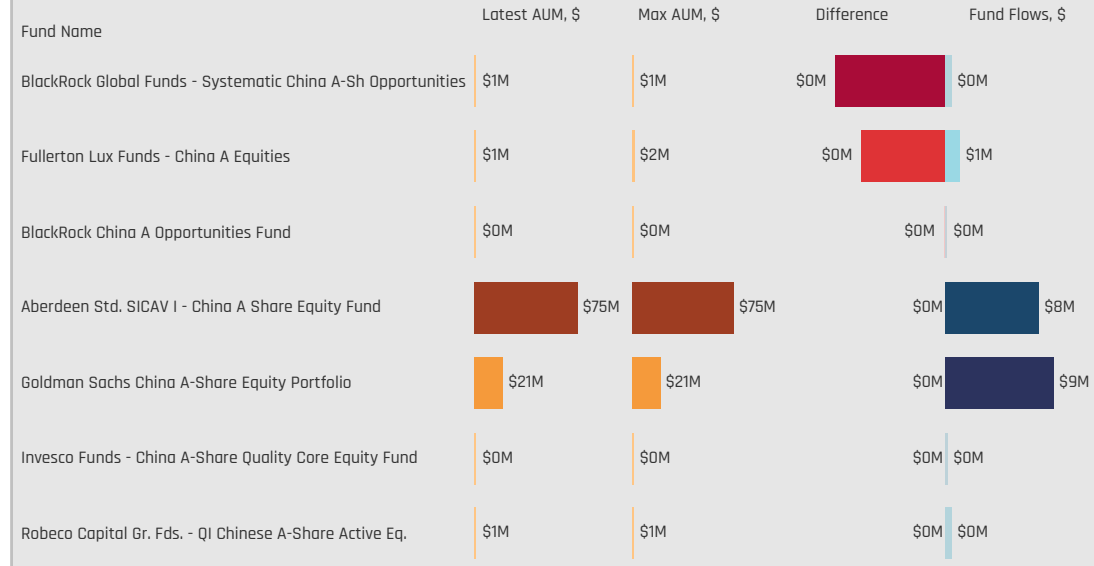 Latest AUM, $ Max AUM, $ Difference Fund Flows, $
Fund Name
BlackRock Global Funds - Systematic China A-Sh Opportunities $1M $1M $0M $0M
Fullerton Lux Funds - China A Equities $1M $2M $0M $1M
BlackRock China A Opportunities Fund $0M $0M $0M $0M
Aberdeen Std. SICAV I - China A Share Equity Fund $75M $75M $0M $8M
Goldman Sachs China A-Share Equity Portfolio $21M $21M $0M $9M
Invesco Funds - China A-Share Quality Core Equity Fund $0M $0M $0M $0M
Robeco Capital Gr. Fds. - QI Chinese A-Share Active Eq. $1M $1M $0M $0M